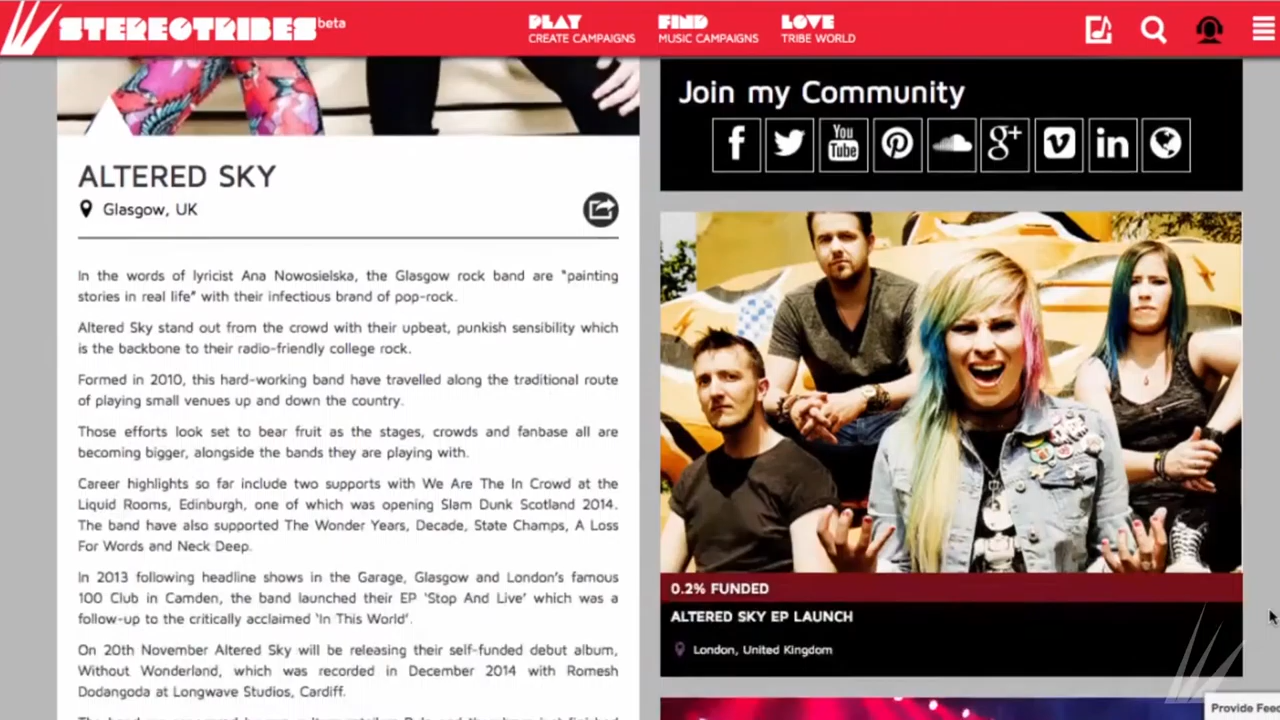 STEREOTRIBES beta
PLAY
CREATE CAMPAIGNS
FIND
MUSIC CAMPAIGNS
LOVE
TRIBE WORLD
ALTERED SKY
Glasgow, UK
In the words of lyricist Ana Nowosielska, the Glasgow rock band are "painting
stories in real life" with their infectious brand of pop-rock.
Altered Sky stand out from the crowd with their upbeat, punkish sensibility which
is the backbone to their radio-friendly college rock.
Formed in 2010, this hard-working band have travelled along the traditional route
of playing small venues up and down the country.
Those efforts look set to bear fruit as the stages, crowds and fanbase all are
becoming bigger, alongside the bands they are playing with.
Career highlights so far include two supports with We Are The In Crowd at the
Liquid Rooms, Edinburgh, one of which was opening Slam Dunk Scotland 2014.
The band have also supported The Wonder Years, Decade, State Champs, A Loss
For Words and Neck Deep.
In 2013 following headline shows in the Garage, Glasgow and London's famous
100 Club in Camden, the band launched their EP 'Stop And Live' which was a
follow-up to the critically acclaimed 'In This World'.
On 20th November Altered Sky will be releasing their self-funded debut album,
Without Wonderland, which was recorded in December 2014 with Romesh
Dodangoda at Longwave Studios, Cardiff.
Join my Community
You
Tube
g+
in
0.2% FUNDED
ALTERED SKY EP LAUNCH
London, United Kingdom
Provide Feed